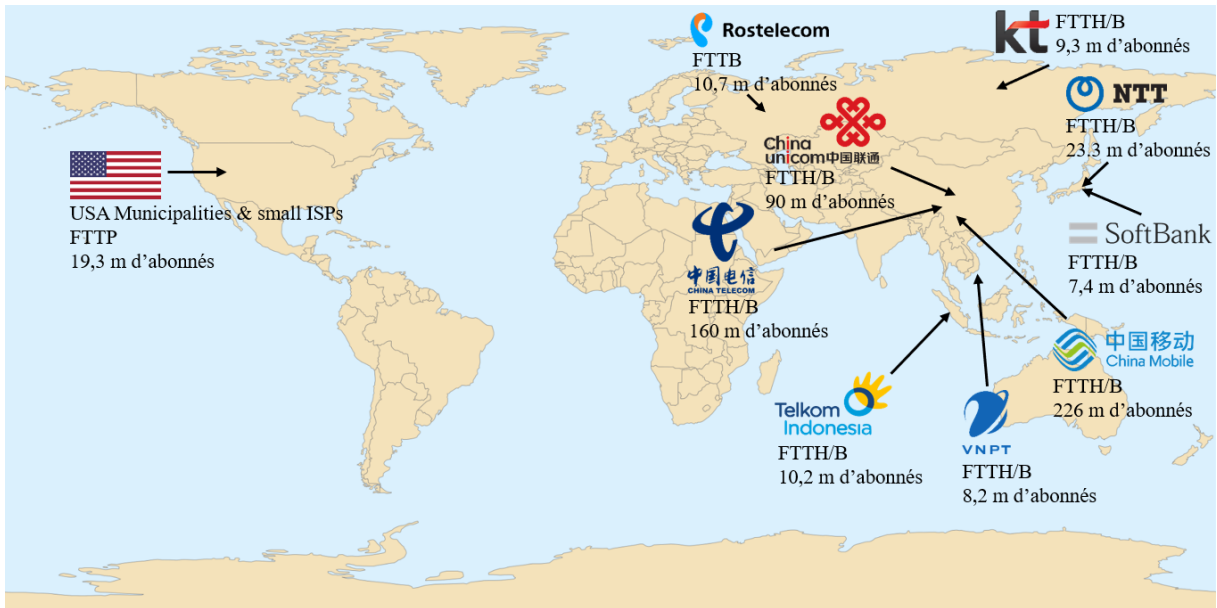 Rostelecom
FTTB
10,7 m d’abonnés
kt
FTTH/B
9,3 m d’abonnés
NTT
FTTH/B
23.3 m d’abonnés
China
unicom中国联通
FTTH/B
90 m d’abonnés
USA Municipalities & small ISPs
FTTP
19,3 m d’abonnés
中国电信
CHINA TELECOM
FTTH/B
160 m d’abonnés
SoftBank
FTTH/B
7,4 m d’abonnés
中国移动
China Mobile
FTTH/B
226 m d’abonnés
Telkom
Indonesia
FTTH/B
10,2 m d’abonnés
VNPT
FTTH/B
8,2 m d’abonnés